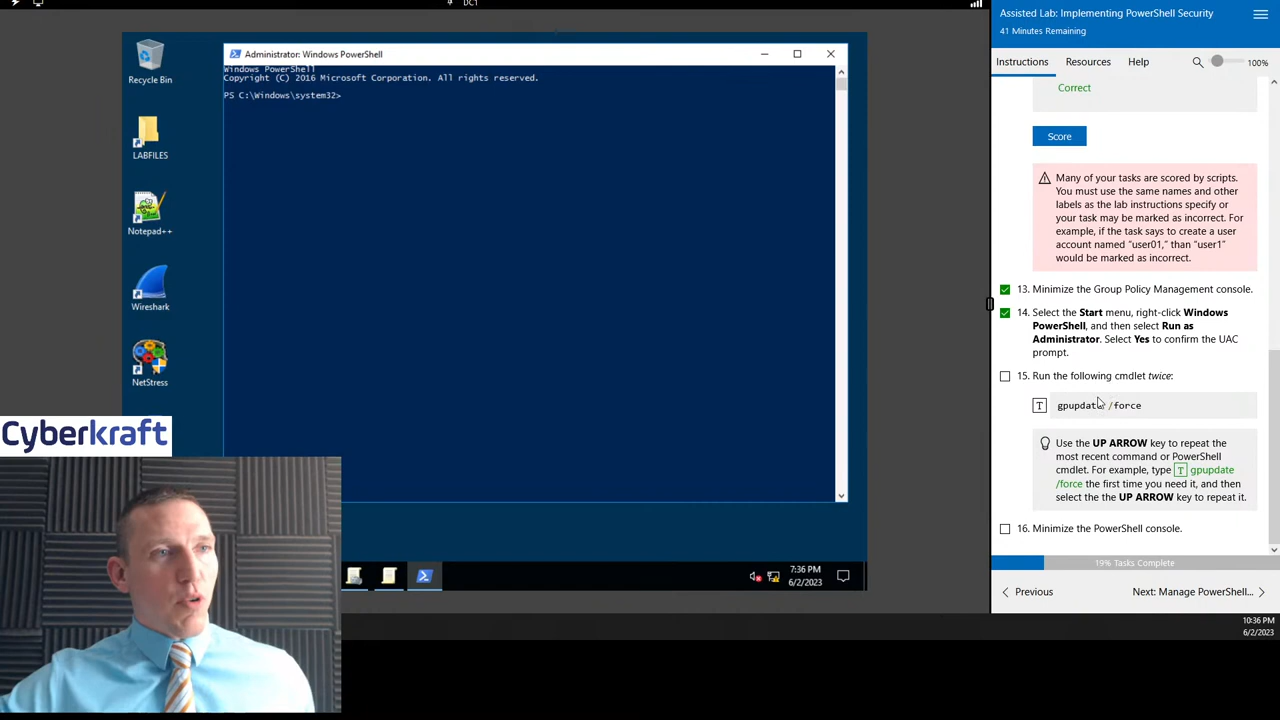 DC1
Assisted Lab: Implementing PowerShell Security
41 Minutes Remaining
Instructions
Resources
Help
100%
Recycle Bin
LABFILES
Notepad++
Wireshark
NetStress
Administrator: Windows PowerShell
Windows PowerShell
Copyright (C) 2016 Microsoft Corporation. All rights reserved.
PS C:\Windows\system32>
Correct
Score
Many of your tasks are scored by scripts.
You must use the same names and other
labels as the lab instructions specify or
your task may be marked as incorrect. For
example, if the task says to create a user
account named "user01," than "user1"
would be marked as incorrect.
13. Minimize the Group Policy Management console.
14. Select the Start menu, right-click Windows
PowerShell, and then select Run as
Administrator. Select Yes to confirm the UAC
prompt.
15. Run the following cmdlet twice:
T gpupdate /force
Use the UP ARROW key to repeat the
most recent command or PowerShell
cmdlet. For example, type T gpupdate
/force the first time you need it, and then
select the the UP ARROW key to repeat it.
16. Minimize the PowerShell console.
19% Tasks Complete
Previous
Next: Manage PowerShell...
7:36 PM
6/2/2023
10:36 PM
6/2/2023
Cyberkraft